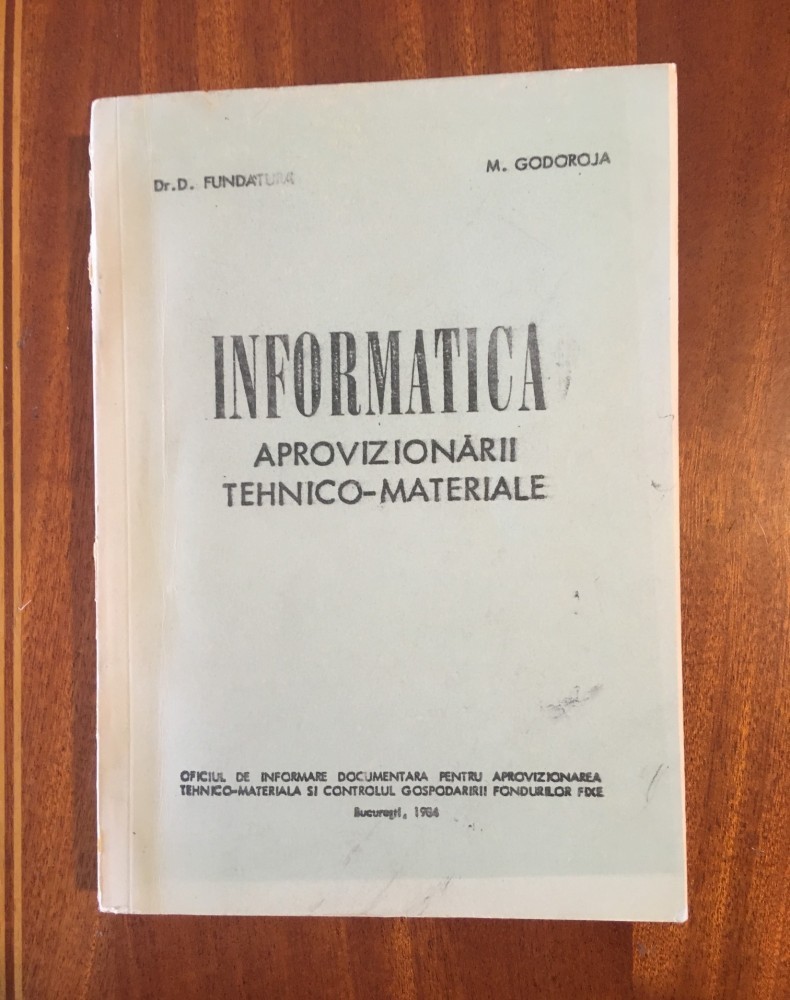 Dr.D. FUNDATURA
M. GODOROJA
INFORMATICA
APROVIZIONĂRII
TEHNICO-MATERIALE
OFICIUL DE INFORMARE DOCUMENTARA PENTRU APROVIZIONAREA
TEHNICO-MATERIALA SI CONTROLUL GOSPODARIRII FONDURILOR FIXE
București, 1984